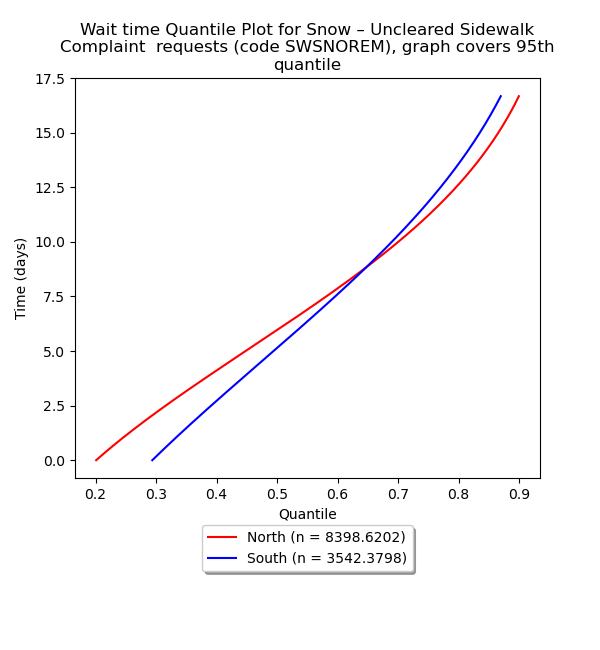 Wait time Quantile Plot for Snow – Uncleared Sidewalk
Complaint  requests (code SWSNOREM), graph covers 95th
quantile
17.5
15.0
12.5
10.0
7.5
5.0
2.5
0.0
Time (days)
0.2 0.3 0.4 0.5 0.6 0.7 0.8 0.9
Quantile
North (n = 8398.6202)
South (n = 3542.3798)